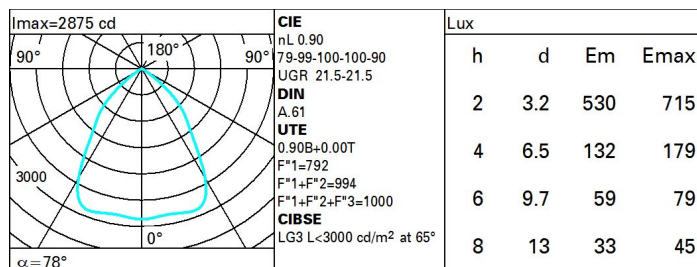 Imax=2875 cd
90° 180° 90°
3000
0°
α=78°
CIE
nL 0.90
79-99-100-100-90
UGR 21.5-21.5
DIN
A.61
UTE
0.90B+0.00T
F"1=792
F"1+F"2=994
F"1+F"2+F"3=1000
CIBSE
LG3 L<3000 cd/m² at 65°
Lux
h d Em Emax
2 3.2 530 715
4 6.5 132 179
6 9.7 59 79
8 13 33 45